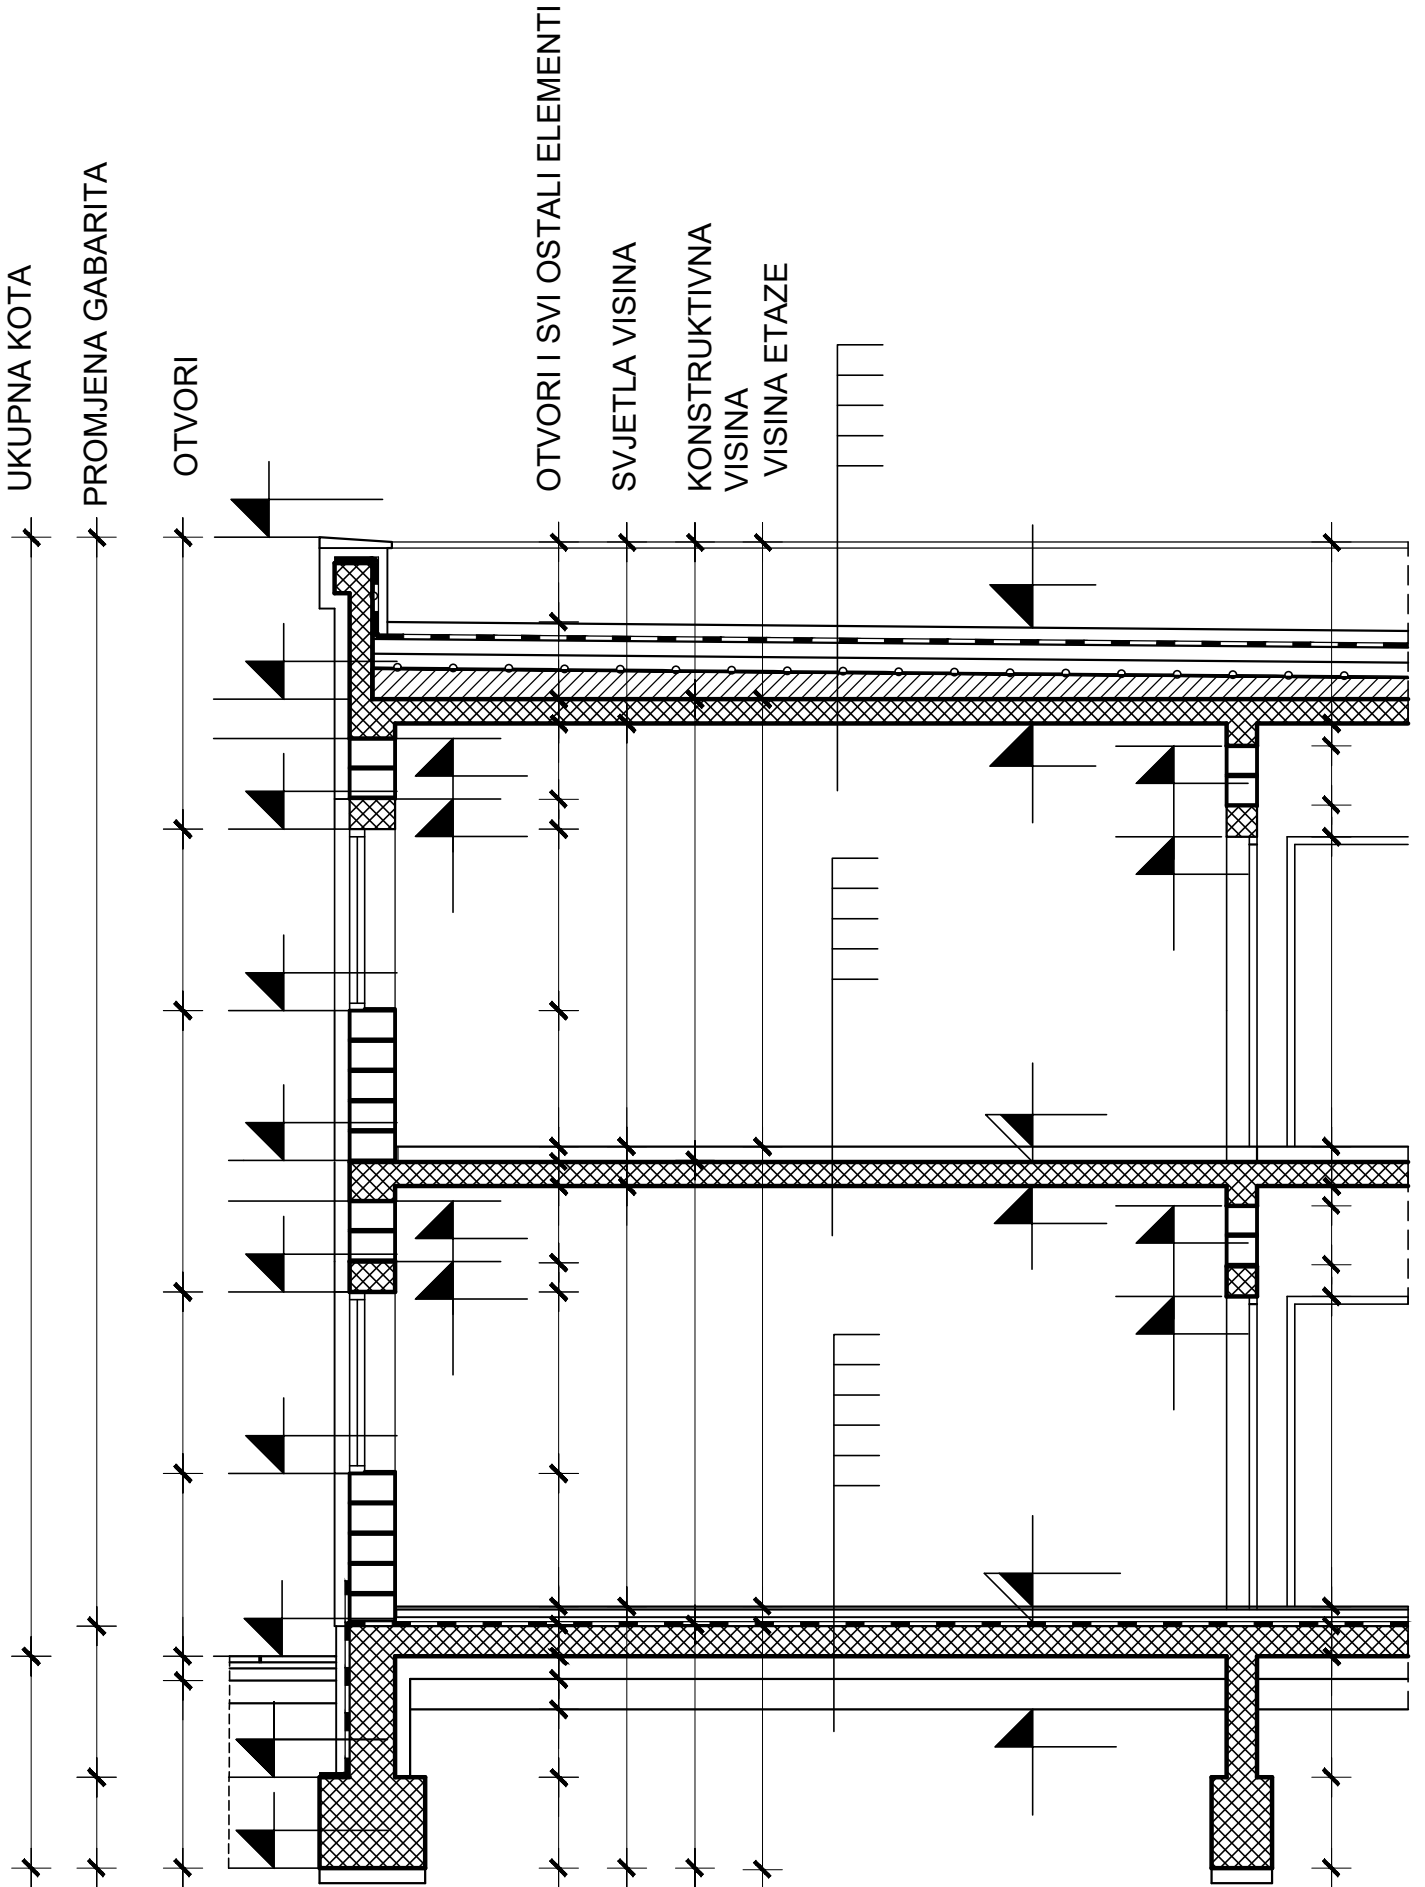 UKUPNA KOTA
PROMJENA GABARITA
OTVORI
OTVORI I SVI OSTALI ELEMENTI
SVJETLA VISINA
KONSTRUKTIVNA
VISINA
VISINA ETAZE